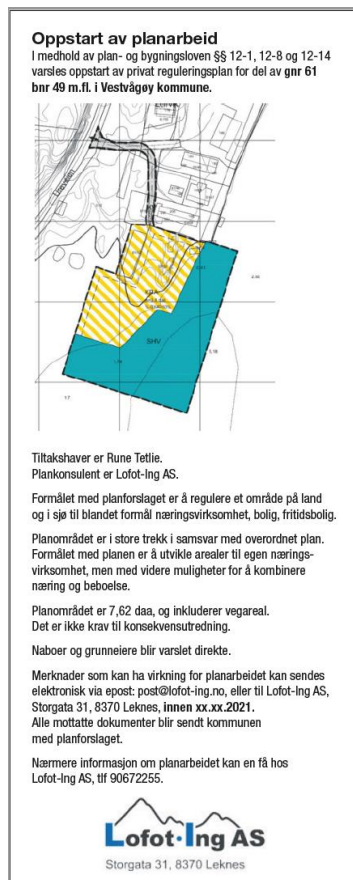 Oppstart av planarbeid
I medhold av plan- og bygningsloven §§ 12-1, 12-8 og 12-14
varsles oppstart av privat reguleringsplan for del av gnr 61
bnr 49 m.fl. i Vestvågøy kommune.
SHV
Tiltakshaver er Rune Tetlie.
Plankonsulent er Lofot-Ing AS.
Formålet med planforslaget er å regulere et område på land
og i sjø til blandet formål næringsvirksomhet, bolig, fritidsbolig.
Planområdet er i store trekk i samsvar med overordnet plan.
Formålet med planen er å utvikle arealer til egen nærings-
virksomhet, men med videre muligheter for å kombinere
næring og beboelse.
Planområdet er 7,62 daa, og inkluderer vegareal.
Det er ikke krav til konsekvensutredning.
Naboer og grunneiere blir varslet direkte.
Merknader som kan ha virkning for planarbeidet kan sendes
elektronisk via epost: post@lofot-ing.no, eller til Lofot-Ing AS,
Storgata 31, 8370 Leknes, innen xx.xx.2021.
Alle mottatte dokumenter blir sendt kommunen
med planforslaget.
Nærmere informasjon om planarbeidet kan en få hos
Lofot-Ing AS, tlf 90672255.
Lofot·Ing AS
Storgata 31, 8370 Leknes